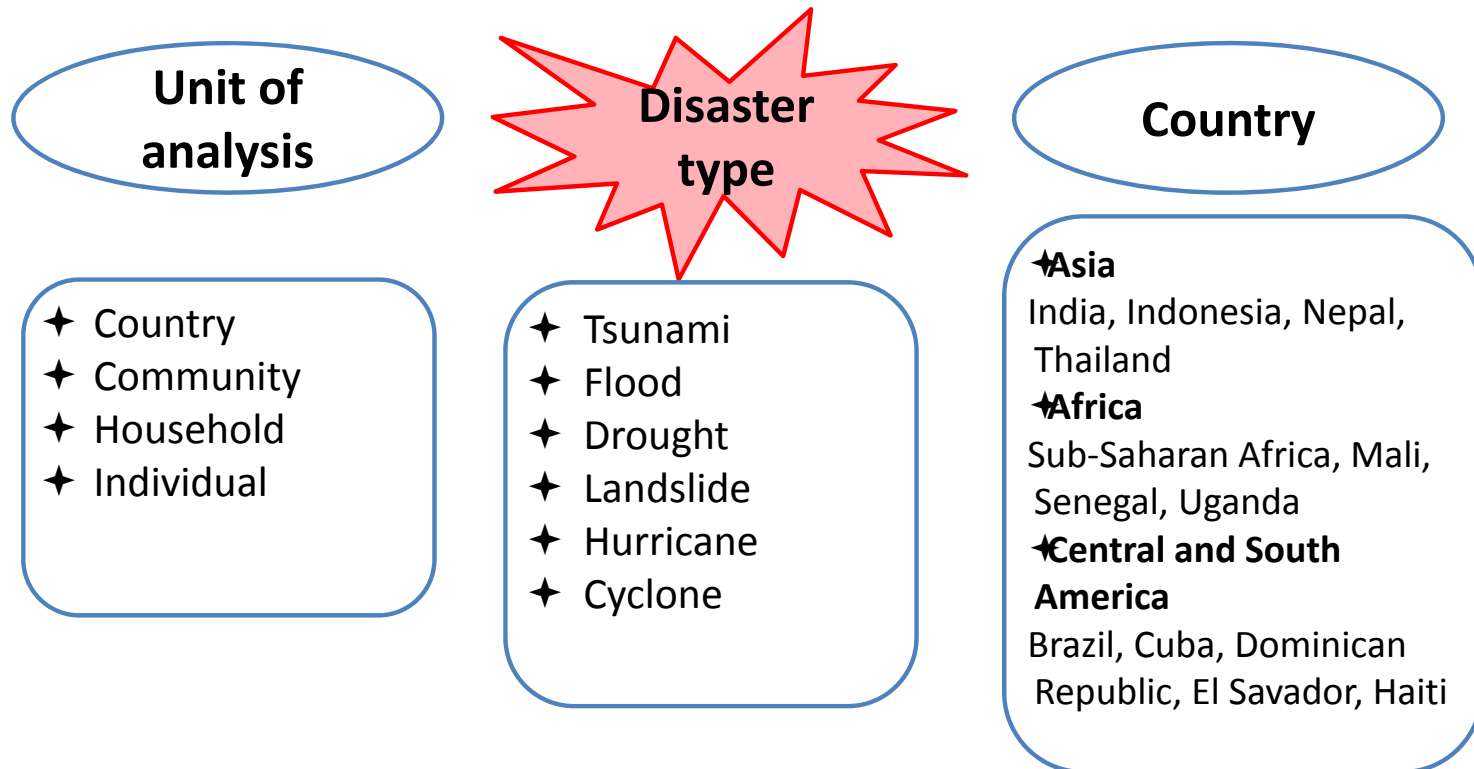 Unit of
analysis
✦ Country
✦ Community
✦ Household
✦ Individual
Disaster
type
✦ Tsunami
✦ Flood
✦ Drought
✦ Landslide
✦ Hurricane
✦ Cyclone
Country
✦Asia
India, Indonesia, Nepal,
Thailand
✦Africa
Sub-Saharan Africa, Mali,
Senegal, Uganda
✦Central and South
America
Brazil, Cuba, Dominican
Republic, El Savador, Haiti